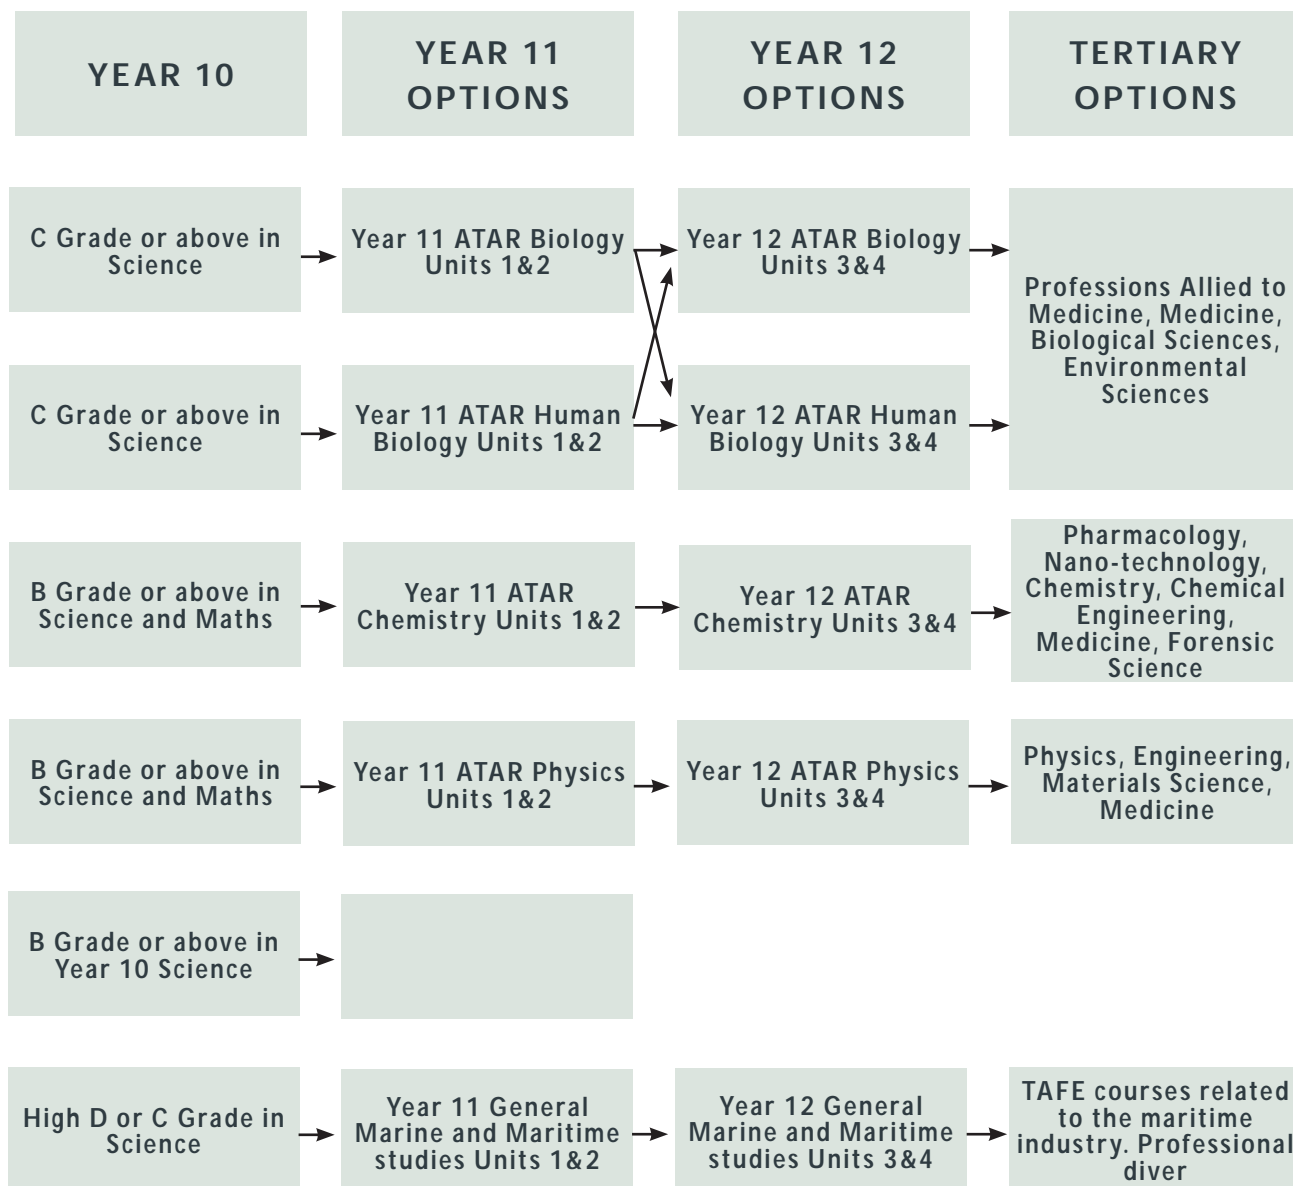 YEAR 10
YEAR 11
OPTIONS
YEAR 12
OPTIONS
TERTIARY
OPTIONS
C Grade or above in
Science
Year 11 ATAR Biology
Units 1&2
Year 12 ATAR Biology
Units 3&4
Professions Allied to
Medicine, Medicine,
Biological Sciences,
Environmental
Sciences
C Grade or above in
Science
Year 11 ATAR Human
Biology Units 1&2
Year 12 ATAR Human
Biology Units 3&4
B Grade or above in
Science and Maths
Year 11 ATAR
Chemistry Units 1&2
Year 12 ATAR
Chemistry Units 3&4
Pharmacology,
Nano-technology,
Chemistry, Chemical
Engineering,
Medicine, Forensic
Science
B Grade or above in
Science and Maths
Year 11 ATAR Physics
Units 1&2
Year 12 ATAR Physics
Units 3&4
Physics, Engineering,
Materials Science,
Medicine
B Grade or above in
Year 10 Science
High D or C Grade in
Science
Year 11 General
Marine and Maritime
studies Units 1&2
Year 12 General
Marine and Maritime
studies Units 3&4
TAFE courses related
to the maritime
industry. Professional
diver